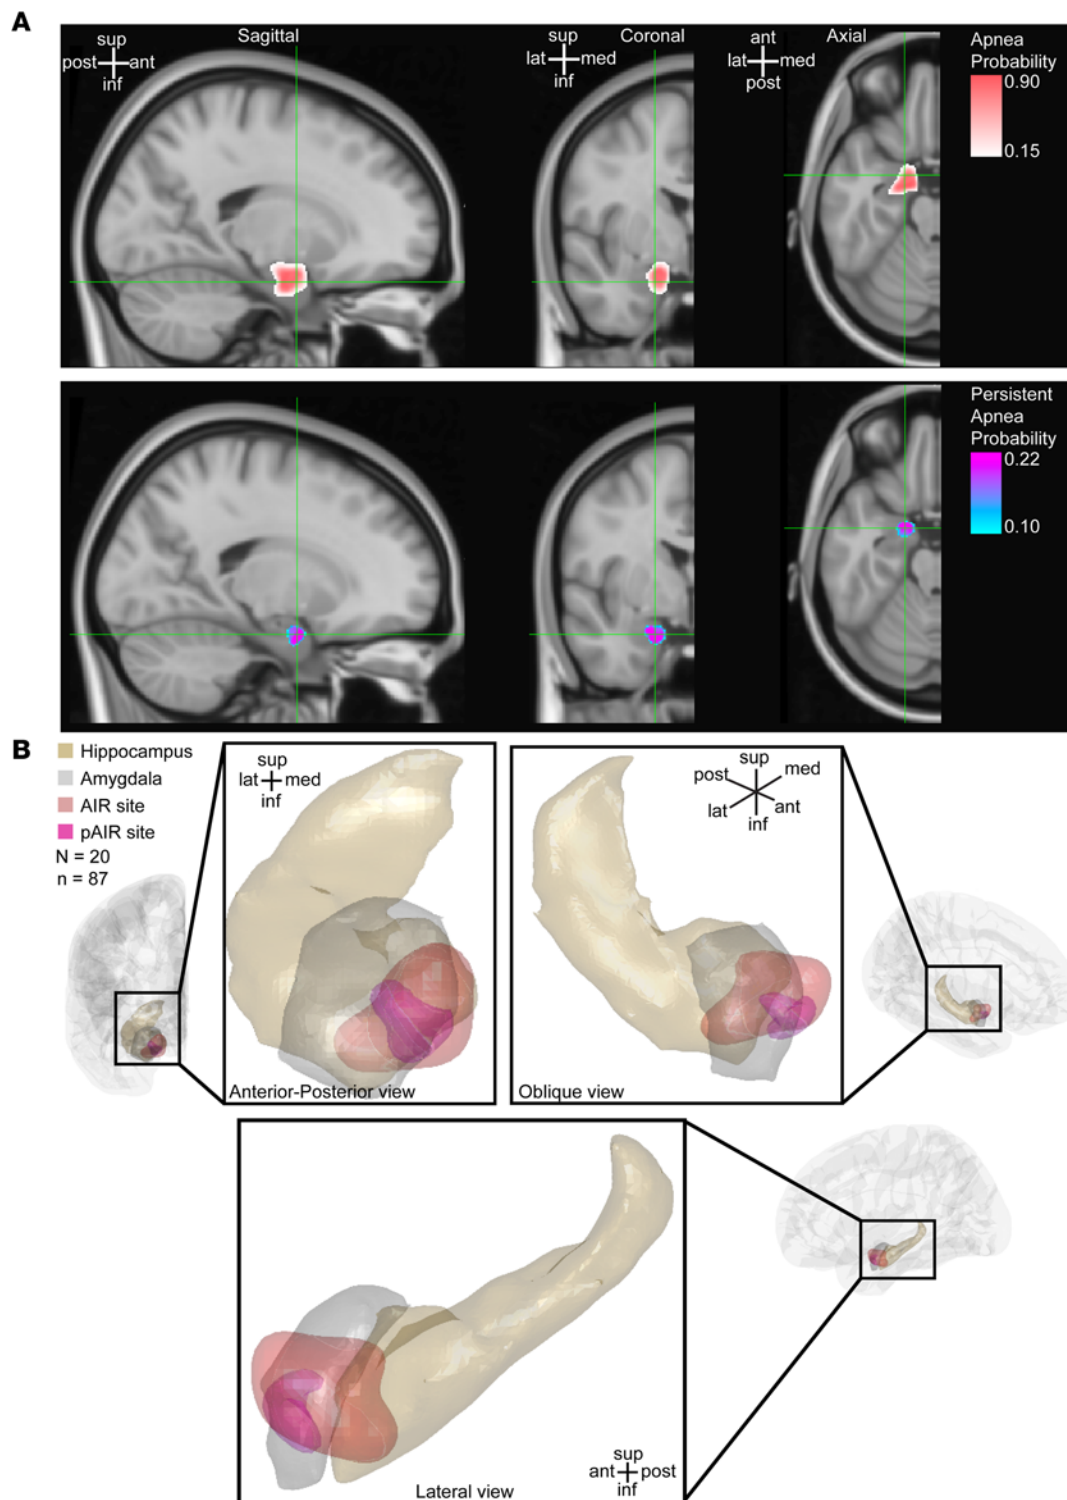 A
sup
post ant
inf
Sagittal
sup
lat med
inf
Coronal
ant
lat med
post
Axial
Apnea
Probability
0.90
0.15
Persistent
Apnea
Probability
0.22
0.10
B
Hippocampus
Amygdala
AIR site
pAIR site
N = 20
n = 87
sup
lat med
inf
Anterior-Posterior view
sup
post med
lat ant
inf
Oblique view
Lateral view
sup
ant post
inf